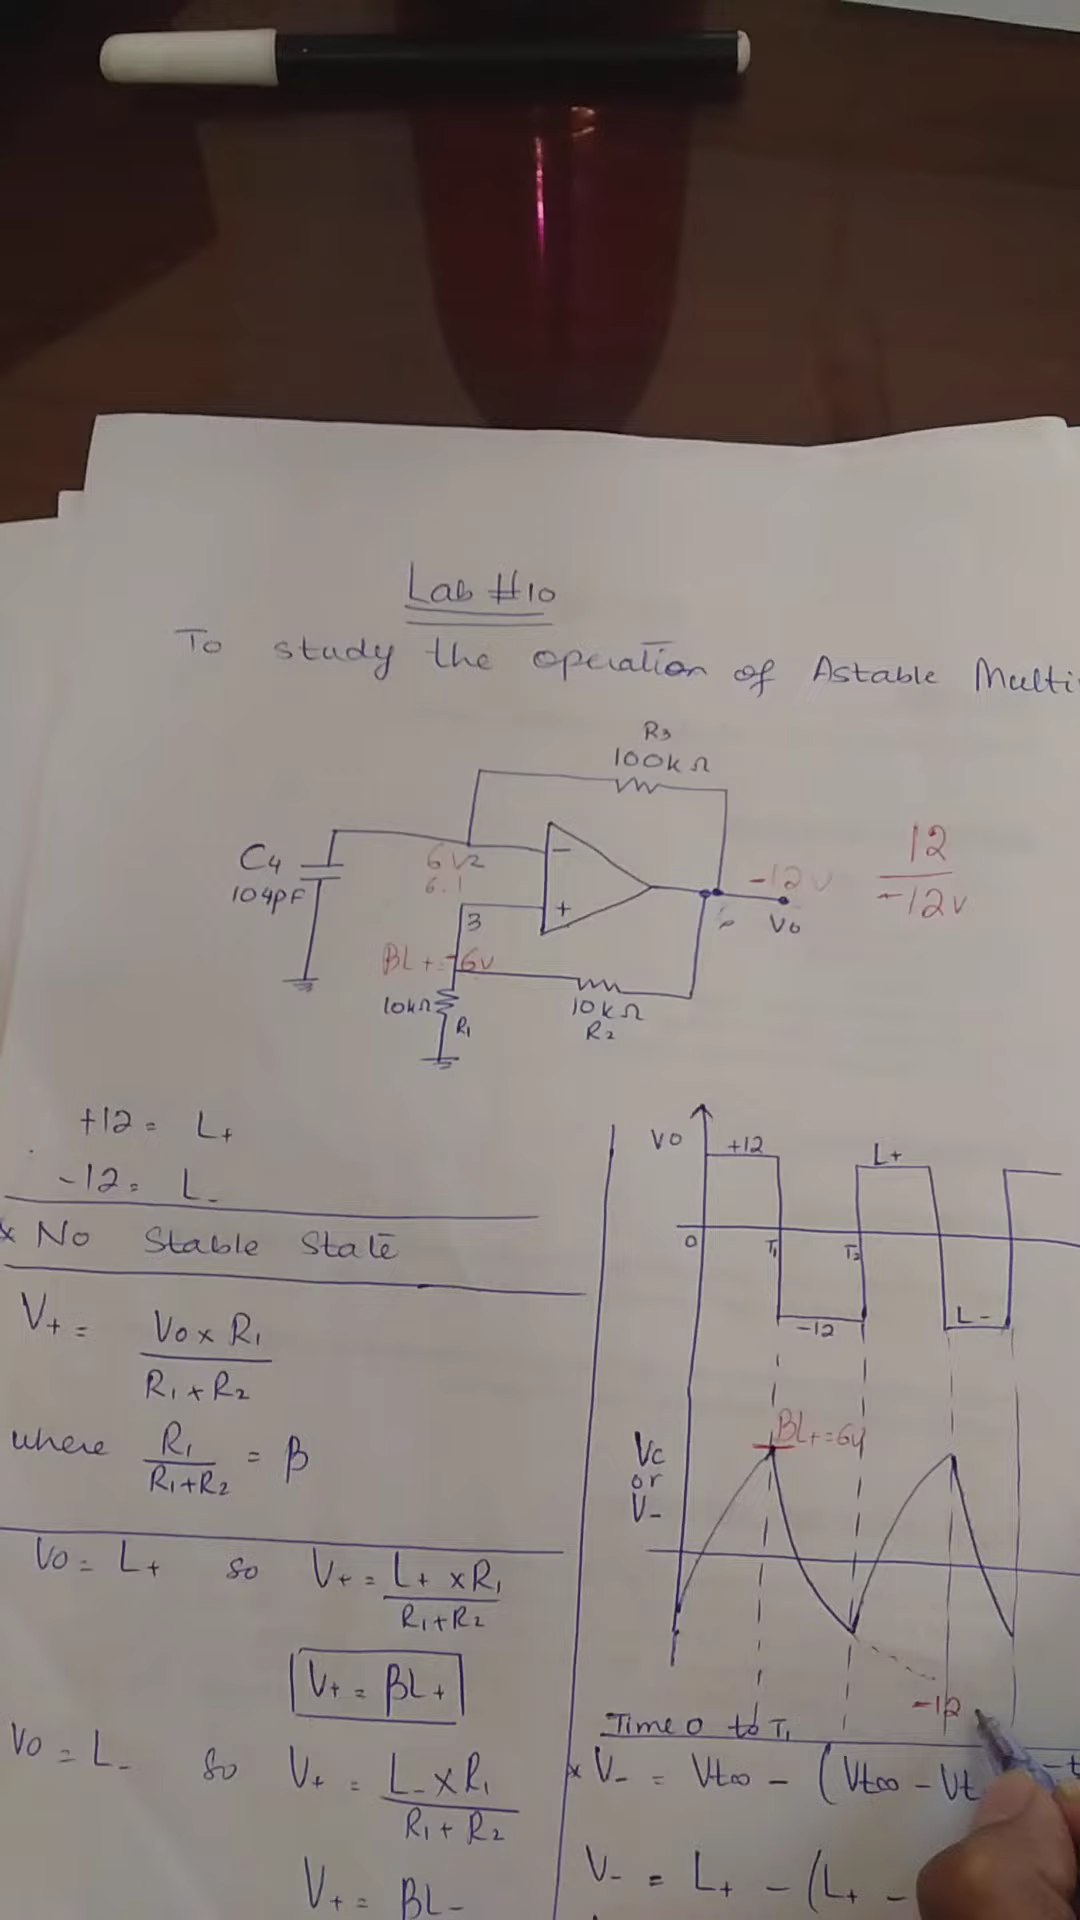 Lab #10
To study the operation of Astable
R3
100kΩ
C4
104pF
6V2
6.1
-
+
3
BL+ = -6V
10kΩ
R1
10kΩ
R2
-12V
Vo
12
-12V
+12 = L+
-12 = L-
* No Stable State
V+ = Vo x R1
R1 + R2
where R1 = β
R1+R2
Vo = L+ so V+ = L+ x R1
R1+R2
V+ = βL+
Vo = L- so V+ = L- x R1
R1 + R2
V+ = βL-
Vo
+12
L+
0
T1
T2
-12
L-
BL+ = 6V
Vc
or
V-
-12
Time 0 to T1
* V- = Vt∞ - (Vt∞ - Vt
V- = L+ - (L+ -